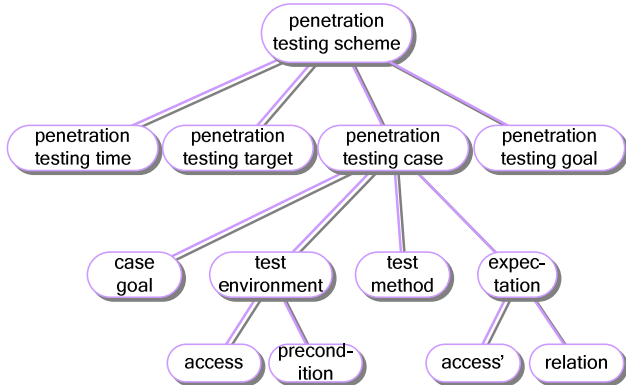 penetration
testing scheme
penetration
testing time
penetration
testing target
penetration
testing case
penetration
testing goal
case
goal
test
environment
test
method
expec-
tation
access
precond-
ition
access’
relation